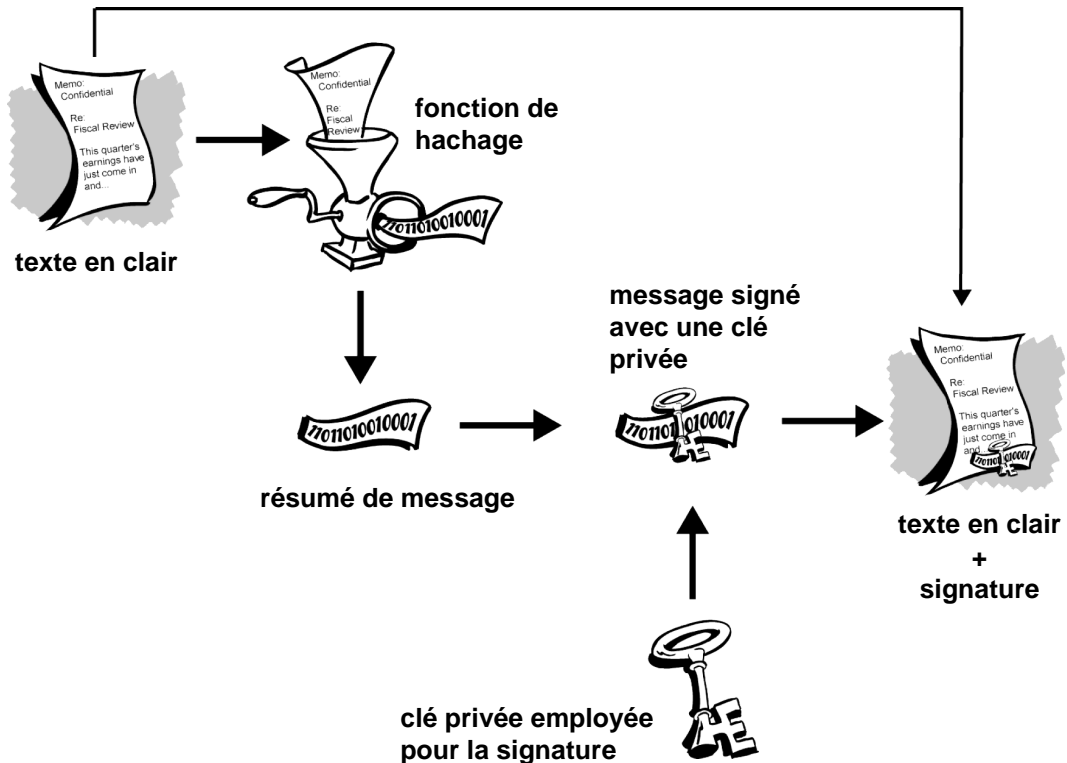 Memo:
Confidential
Re:
Fiscal Review
This quarter's
earnings have
just come in
and...
texte en clair
Memo:
Confidential
Re:
Fiscal
Review
fonction de
hachage
11011010010001
11011010010001
résumé de message
message signé
avec une clé
privée
11011010010001
Memo:
Confidential
Re:
Fiscal Review
This quarter's
earnings have
just come in
and...
11011010010001
texte en clair
+
signature
clé privée employée
pour la signature